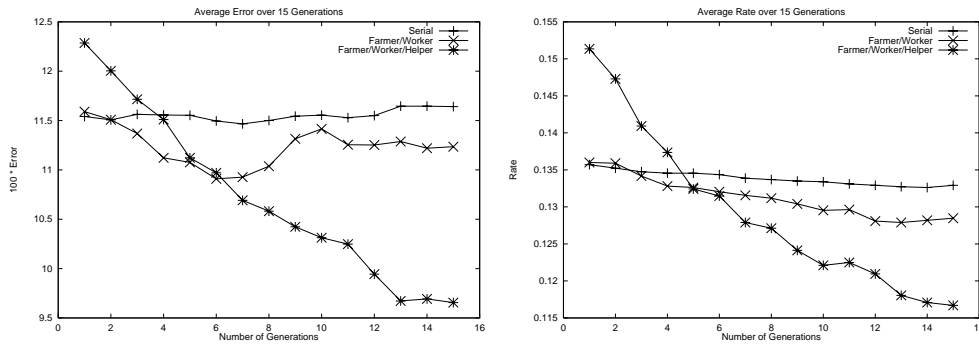 Average Error over 15 Generations
Serial
Farmer/Worker
Farmer/Worker/Helper
100 * Error
12.5
12
11.5
11
10.5
10
9.5
0 2 4 6 8 10 12 14 16
Number of Generations
Average Rate over 15 Generations
Serial
Farmer/Worker
Farmer/Worker/Helper
Rate
0.155
0.15
0.145
0.14
0.135
0.13
0.125
0.12
0.115
0 2 4 6 8 10 12 14 16
Number of Generations